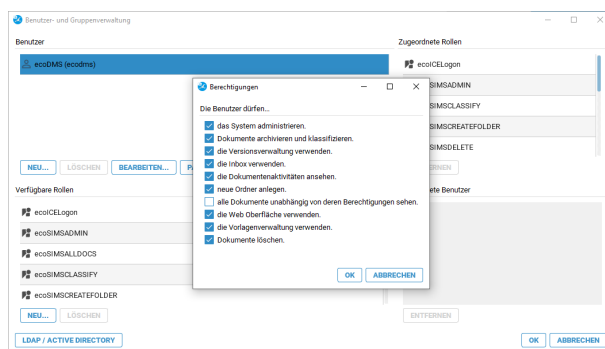 Benutzer- und Gruppenverwaltung
Benutzer
Zugeordnete Rollen
ecoDMS (ecodms)
ecoICELogon
SIMSADMIN
SIMSCLASSIFY
SIMSCREATEFOLDER
SIMSDELETE
Berechtigungen
Die Benutzer dürfen...
das System administrieren.
Dokumente archivieren und klassifizieren.
die Versionsverwaltung verwenden.
die Inbox verwenden.
die Dokumentenaktivitäten ansehen.
neue Ordner anlegen.
alle Dokumente unabhängig von deren Berechtigungen sehen.
die Web Oberfläche verwenden.
die Vorlagenverwaltung verwenden.
Dokumente löschen.
OK ABBRECHEN
NEU... LÖSCHEN BEARBEITEN... ERNEN
Verfügbare Rollen
ete Benutzer
ecoICELogon
ecoSIMSADMIN
ecoSIMSALLDOCS
ecoSIMSCLASSIFY
ecoSIMSCREATEFOLDER
NEU... LÖSCHEN ENTFERNEN
LDAP / ACTIVE DIRECTORY OK ABBRECHEN